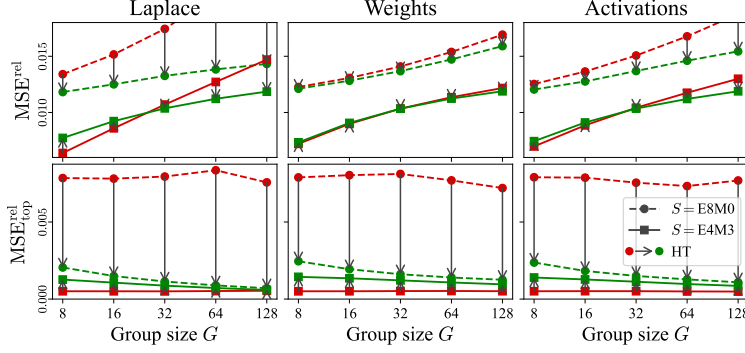 Laplace Weights Activations
0.015
MSE^rel
0.010
MSE^rel_top
0.005
S = E8M0
S = E4M3
HT
0.000
8 16 32 64 128 8 16 32 64 128 8 16 32 64 128
Group size G Group size G Group size G